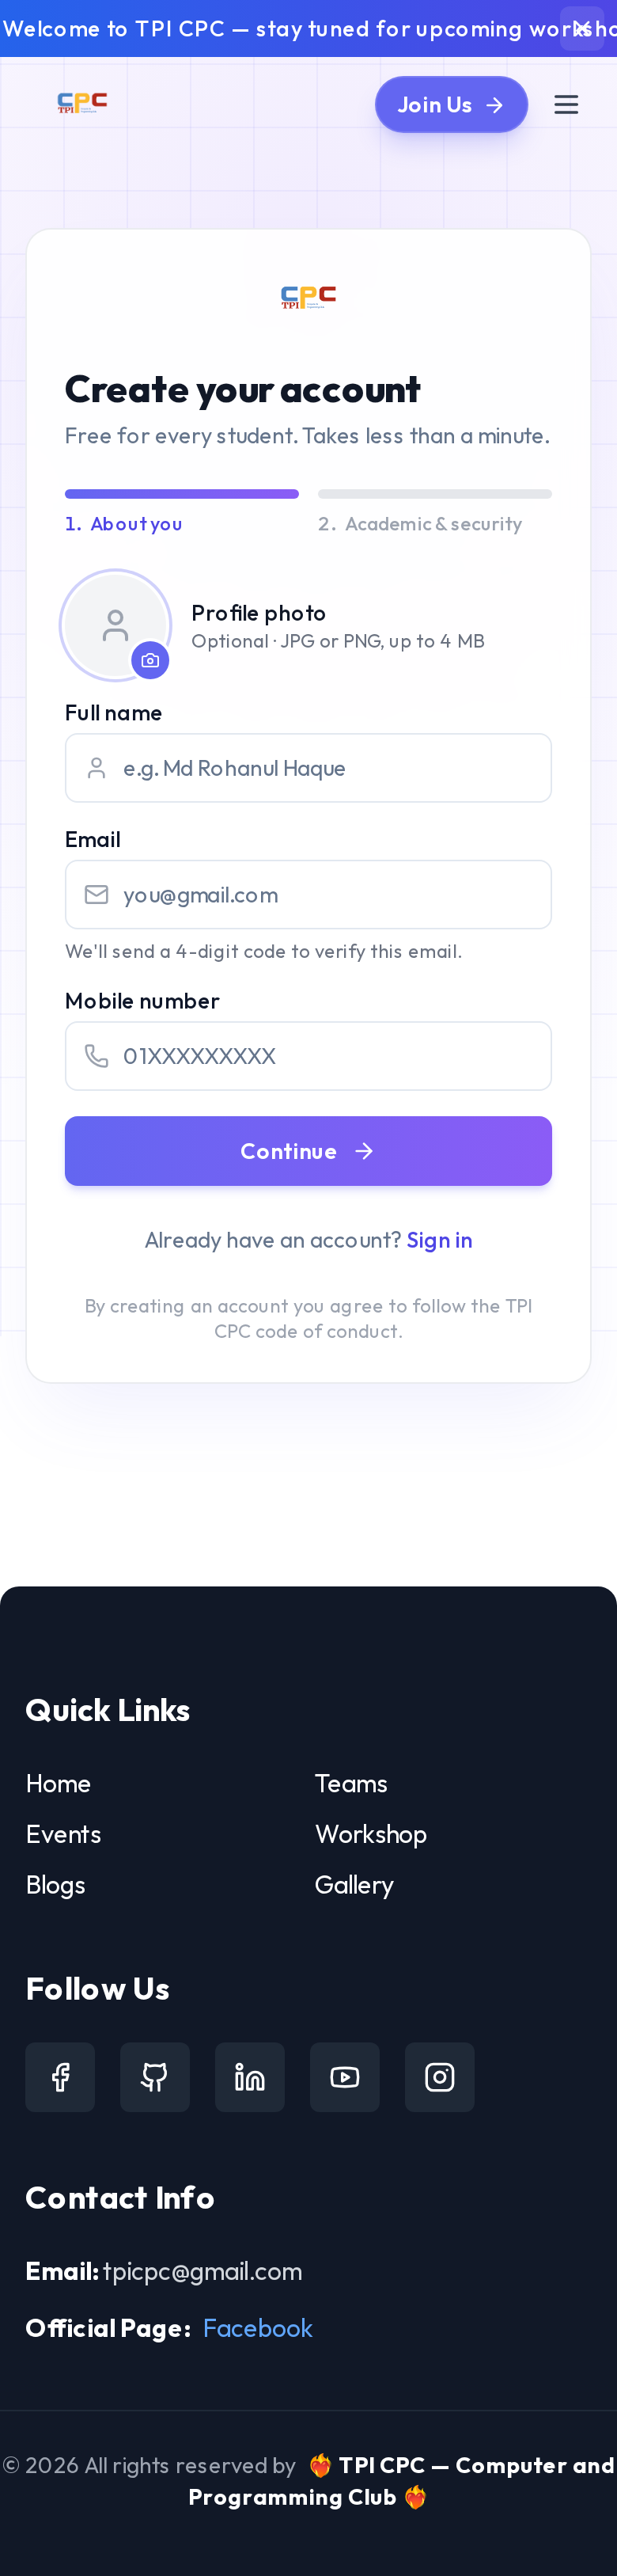 Welcome to TPI CPC — stay tuned for upcoming
CPC
TPI
Join Us
CPC
TPI
Create your account
Free for every student. Takes less than a minute.
1. About you
2. Academic & security
Profile photo
Optional · JPG or PNG, up to 4 MB
Full name
e.g. Md Rohanul Haque
Email
you@gmail.com
We'll send a 4-digit code to verify this email.
Mobile number
01XXXXXXXXX
Continue
Already have an account? Sign in
By creating an account you agree to follow the TPI
CPC code of conduct.
Quick Links
Home
Teams
Events
Workshop
Blogs
Gallery
Follow Us
Contact Info
Email: tpicpc@gmail.com
Official Page: Facebook
© 2026 All rights reserved by ❤️‍🔥 TPI CPC — Computer and
Programming Club ❤️‍🔥